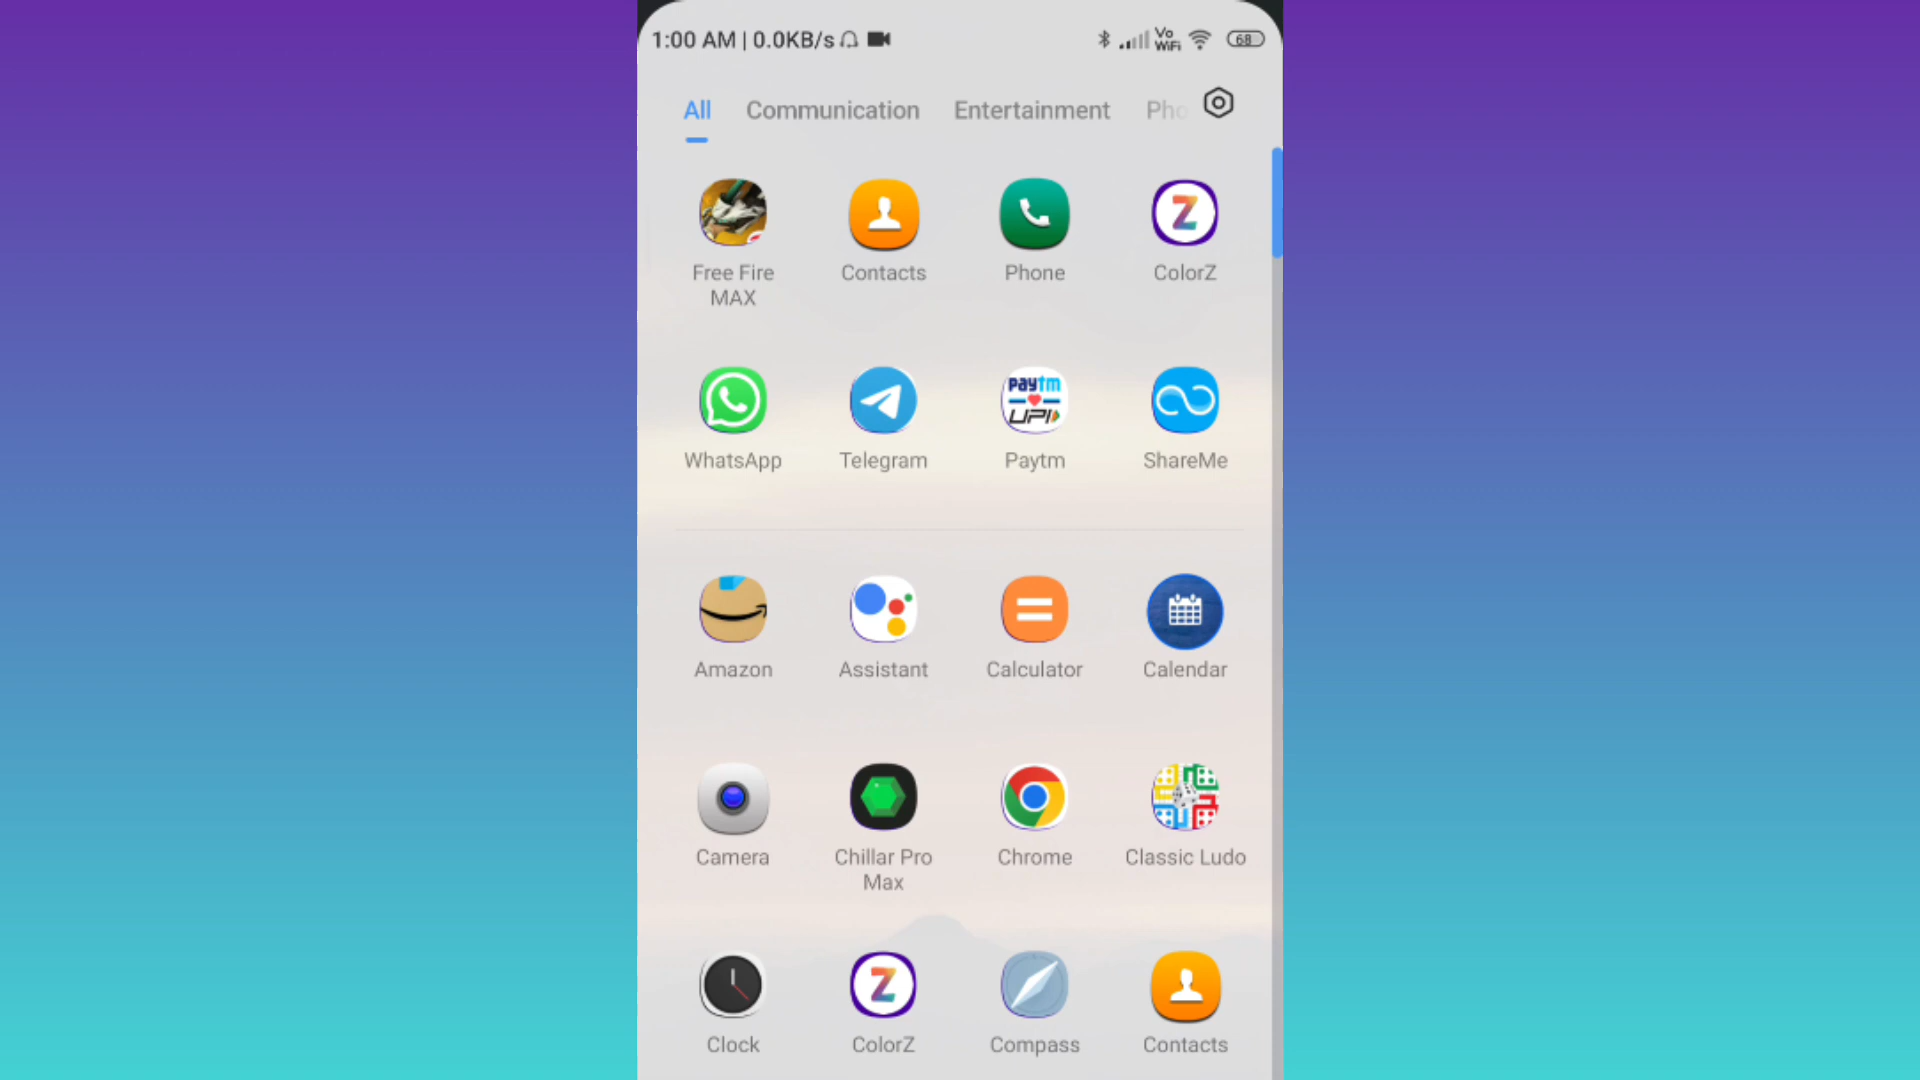 1:00 AM | 0.0KB/s Vo WiFi 68
All Communication Entertainment Pho
Free Fire MAX
Contacts
Phone
Z
ColorZ
WhatsApp
Telegram
paytm
UPI
Paytm
ShareMe
Amazon
Assistant
Calculator
Calendar
Camera
Chillar Pro Max
Chrome
Classic Ludo
Clock
Z
ColorZ
Compass
Contacts